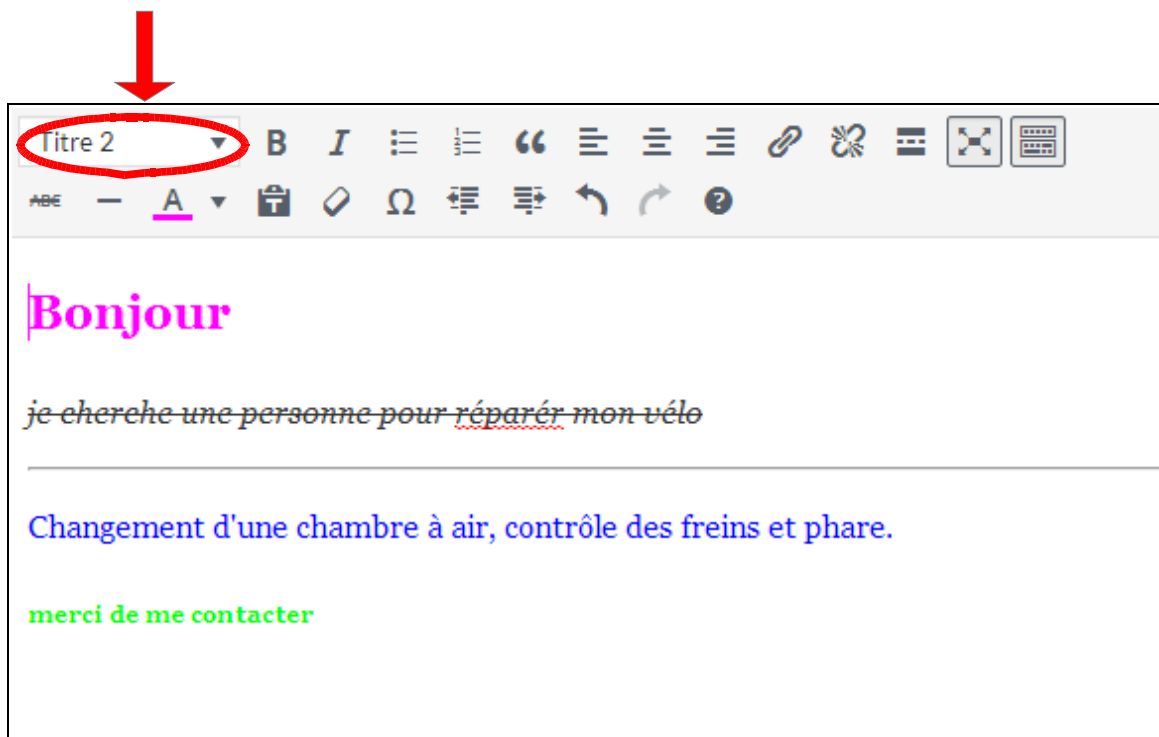 Titre 2
ABC
A
Bonjour
je cherche une personne pour réparér mon vélo
Changement d'une chambre à air, contrôle des freins et phare.
merci de me contacter